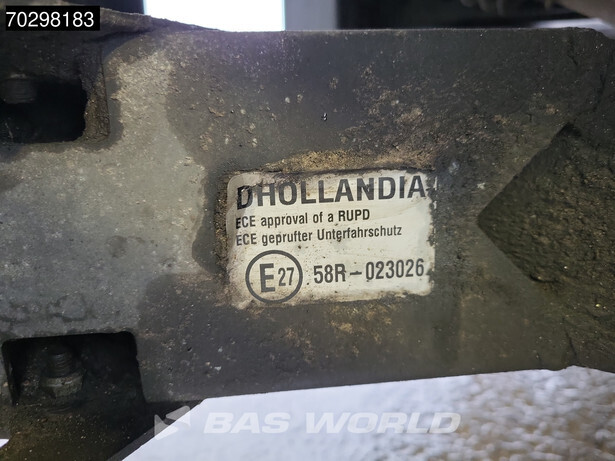 70298183
DHOLLANDIA
ECE approval of a RUPD
ECE geprufter Unterfahrschutz
E27 58R-023026
BAS WORLD